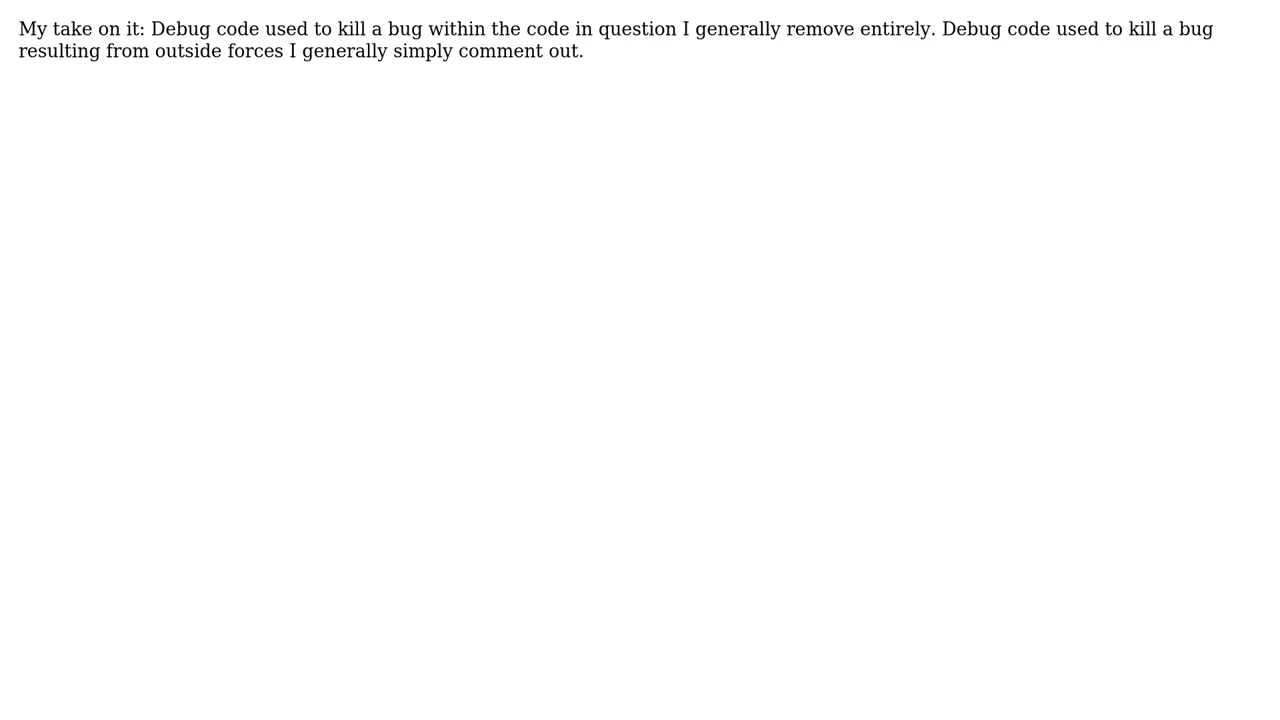 My take on it: Debug code used to kill a bug within the code in question I generally remove entirely. Debug code used to kill a bug
resulting from outside forces I generally simply comment out.